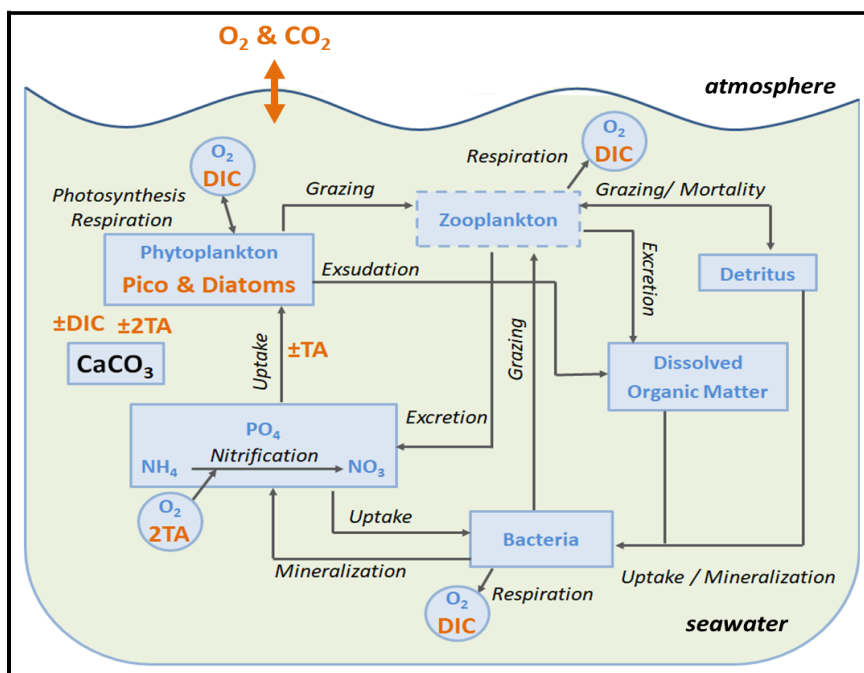 O₂ & CO₂
atmosphere
O₂
DIC
Respiration
O₂
DIC
Photosynthesis
Respiration
Grazing
Grazing/ Mortality
Zooplankton
Phytoplankton
Pico & Diatoms
Exsudation
Excretion
Detritus
±DIC ±2TA
CaCO₃
Uptake
±TA
Grazing
Dissolved
Organic Matter
PO₄
Excretion
Nitrification
NH₄
NO₃
O₂
2TA
Uptake
Bacteria
Mineralization
Uptake / Mineralization
O₂
DIC
Respiration
seawater